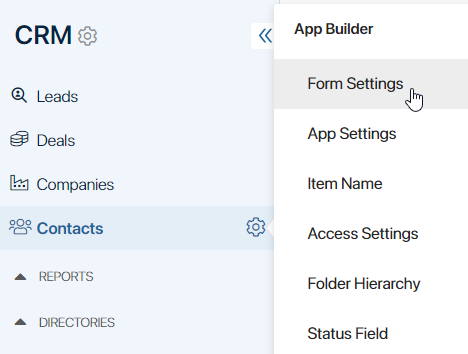 CRM
Leads
Deals
Companies
Contacts
REPORTS
DIRECTORIES
App Builder
Form Settings
App Settings
Item Name
Access Settings
Folder Hierarchy
Status Field